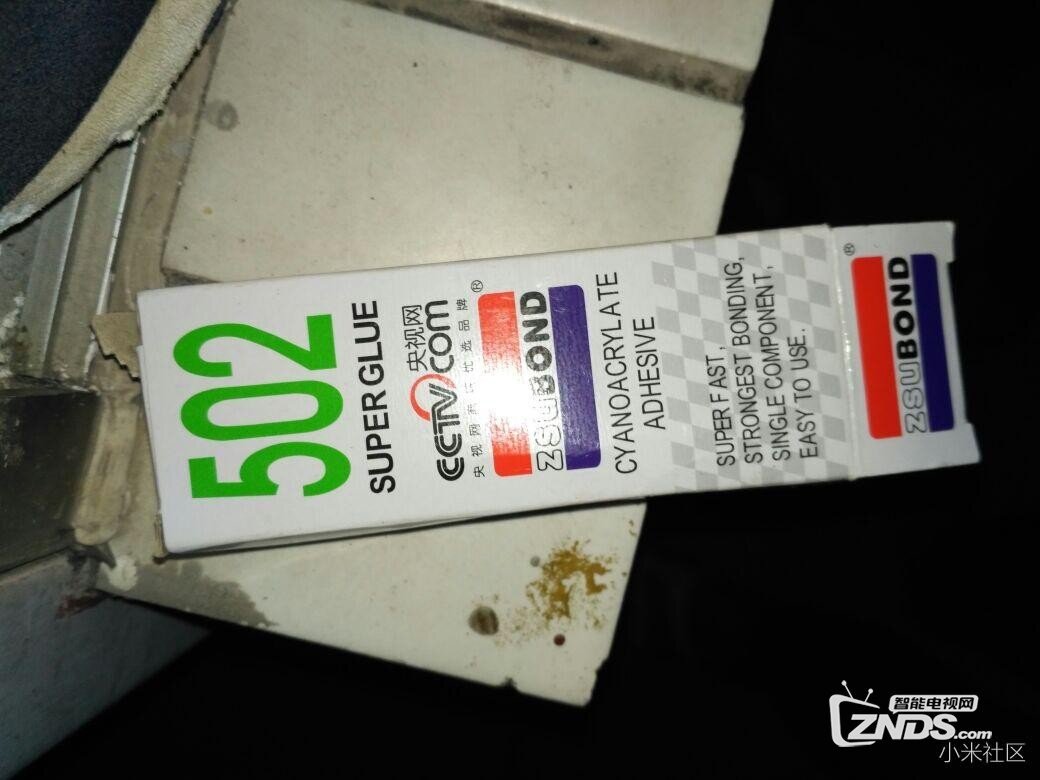 502
SUPER GLUE
CCTV.com 央视网
央视网商城优选品牌
ZSUBOND®
CYANOACRYLATE
ADHESIVE
SUPER FAST,
STRONGEST BONDING,
SINGLE COMPONENT,
EASY TO USE.
ZSUBOND®
智能电视网
ZNDS.com
小米社区